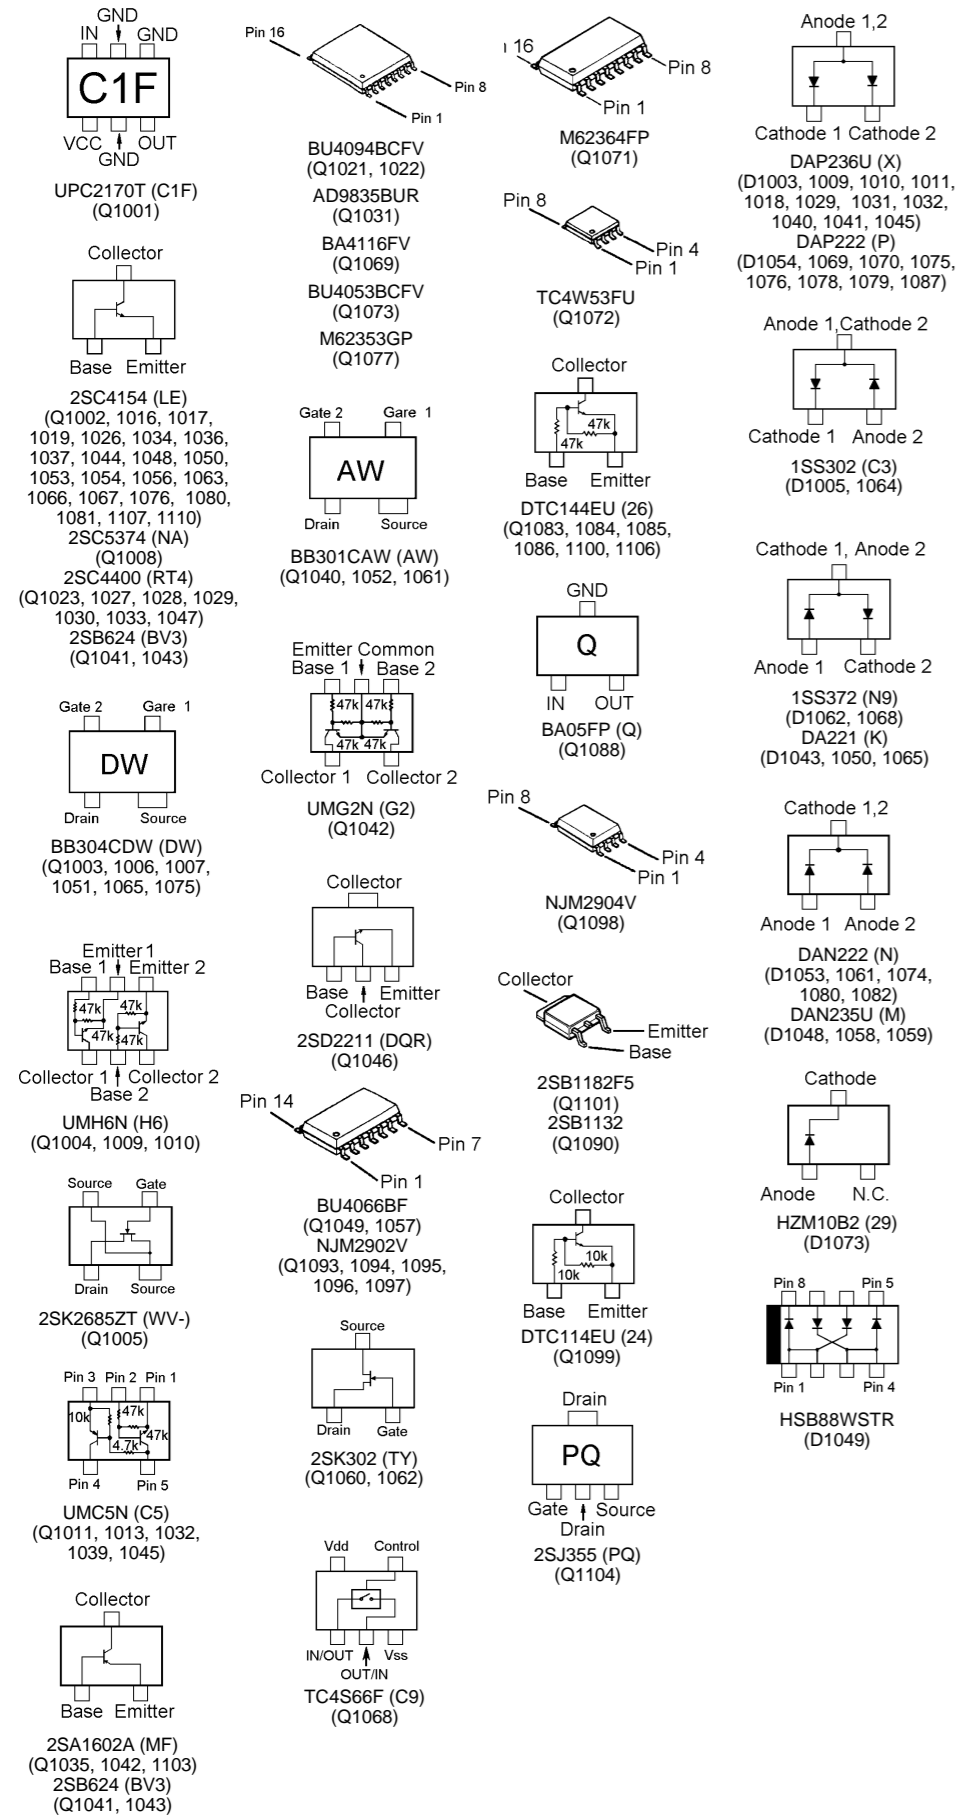 GND
IN GND
C1F
VCC OUT
GND
UPC2170T (C1F)
(Q1001)
Collector
Base Emitter
2SC4154 (LE)
(Q1002, 1016, 1017,
1019, 1026, 1034, 1036,
1037, 1044, 1048, 1050,
1053, 1054, 1056, 1063,
1066, 1067, 1076, 1080,
1081, 1107, 1110)
2SC5374 (NA)
(Q1008)
2SC4400 (RT4)
(Q1023, 1027, 1028, 1029,
1030, 1033, 1047)
2SB624 (BV3)
(Q1041, 1043)
Gate 2 Gare 1
DW
Drain Source
BB304CDW (DW)
(Q1003, 1006, 1007,
1051, 1065, 1075)
Emitter 1
Base 1 Emitter 2
47k 47k
47k
47k
Collector 1 Collector 2
Base 2
UMH6N (H6)
(Q1004, 1009, 1010)
Source Gate
Drain Source
2SK2685ZT (WV-)
(Q1005)
Pin 3 Pin 2 Pin 1
10k 47k
47k
4.7k
Pin 4 Pin 5
UMC5N (C5)
(Q1011, 1013, 1032,
1039, 1045)
Collector
Base Emitter
2SA1602A (MF)
(Q1035, 1042, 1103)
2SB624 (BV3)
(Q1041, 1043)
Pin 16
Pin 8
Pin 1
BU4094BCFV
(Q1021, 1022)
AD9835BUR
(Q1031)
BA4116FV
(Q1069)
BU4053BCFV
(Q1073)
M62353GP
(Q1077)
Gate 2 Gare 1
AW
Drain Source
BB301CAW (AW)
(Q1040, 1052, 1061)
Emitter Common
Base 1 Base 2
47k 47k
47k 47k
Collector 1 Collector 2
UMG2N (G2)
(Q1042)
Collector
Base Emitter
Collector
2SD2211 (DQR)
(Q1046)
Pin 14
Pin 7
Pin 1
BU4066BF
(Q1049, 1057)
NJM2902V
(Q1093, 1094, 1095,
1096, 1097)
Source
Drain Gate
2SK302 (TY)
(Q1060, 1062)
Vdd Control
IN/OUT Vss
OUT/IN
TC4S66F (C9)
(Q1068)
16
Pin 8
Pin 1
M62364FP
(Q1071)
Pin 8
Pin 4
Pin 1
TC4W53FU
(Q1072)
Collector
47k
47k
Base Emitter
DTC144EU (26)
(Q1083, 1084, 1085,
1086, 1100, 1106)
GND
Q
IN OUT
BA05FP (Q)
(Q1088)
Pin 8
Pin 4
Pin 1
NJM2904V
(Q1098)
Collector
Emitter
Base
2SB1182F5
(Q1101)
2SB1132
(Q1090)
Collector
10k
10k
Base Emitter
DTC114EU (24)
(Q1099)
Drain
PQ
Gate Source
Drain
2SJ355 (PQ)
(Q1104)
Anode 1,2
Cathode 1 Cathode 2
DAP236U (X)
(D1003, 1009, 1010, 1011,
1018, 1029, 1031, 1032,
1040, 1041, 1045)
DAP222 (P)
(D1054, 1069, 1070, 1075,
1076, 1078, 1079, 1087)
Anode 1,Cathode 2
Cathode 1 Anode 2
1SS302 (C3)
(D1005, 1064)
Cathode 1, Anode 2
Anode 1 Cathode 2
1SS372 (N9)
(D1062, 1068)
DA221 (K)
(D1043, 1050, 1065)
Cathode 1,2
Anode 1 Anode 2
DAN222 (N)
(D1053, 1061, 1074,
1080, 1082)
DAN235U (M)
(D1048, 1058, 1059)
Cathode
Anode N.C.
HZM10B2 (29)
(D1073)
Pin 8 Pin 5
Pin 1 Pin 4
HSB88WSTR
(D1049)